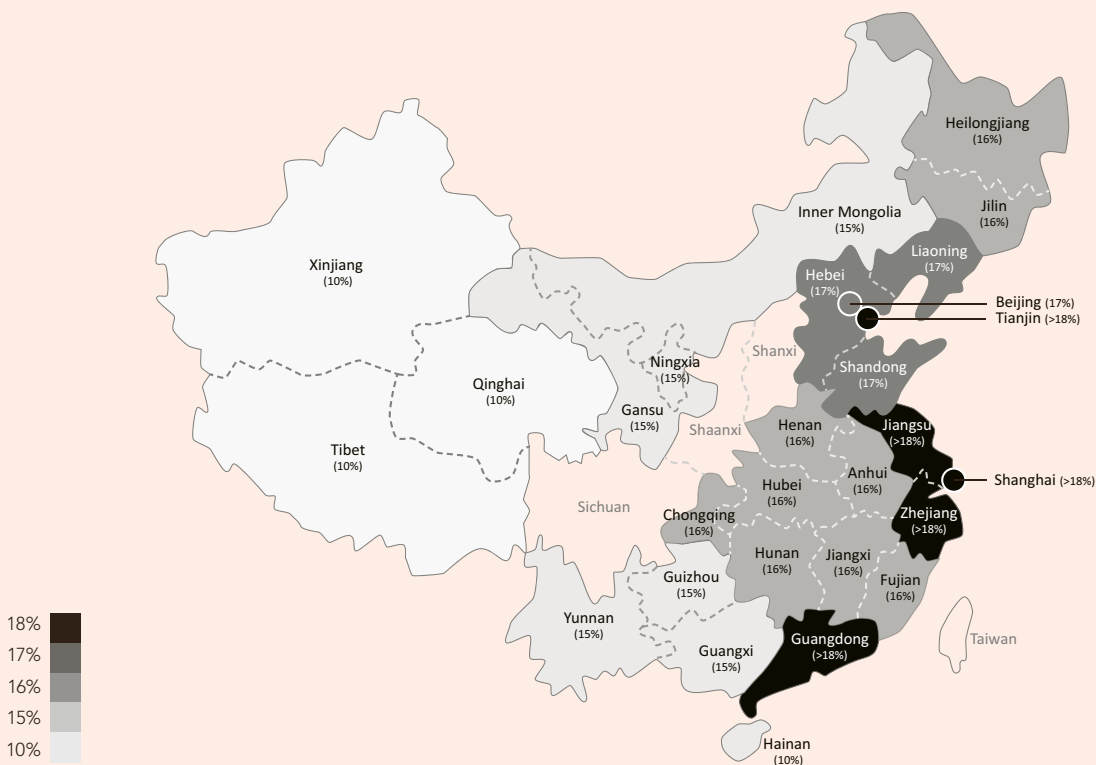 Heilongjiang
(16%)
Jilin
(16%)
Inner Mongolia
(15%)
Liaoning
(17%)
Hebei
(17%)
Beijing (17%)
Tianjin (>18%)
Xinjiang
(10%)
Shanxi
Ningxia
(15%)
Shandong
(17%)
Qinghai
(10%)
Gansu
(15%)
Shaanxi
Henan
(16%)
Jiangsu
(>18%)
Tibet
(10%)
Anhui
(16%)
Shanghai (>18%)
Hubei
(16%)
Sichuan
Chongqing
(16%)
Zhejiang
(>18%)
Hunan
(16%)
Jiangxi
(16%)
Guizhou
(15%)
Fujian
(16%)
Yunnan
(15%)
Guangxi
(15%)
Guangdong
(>18%)
Taiwan
Hainan
(10%)
18%
17%
16%
15%
10%